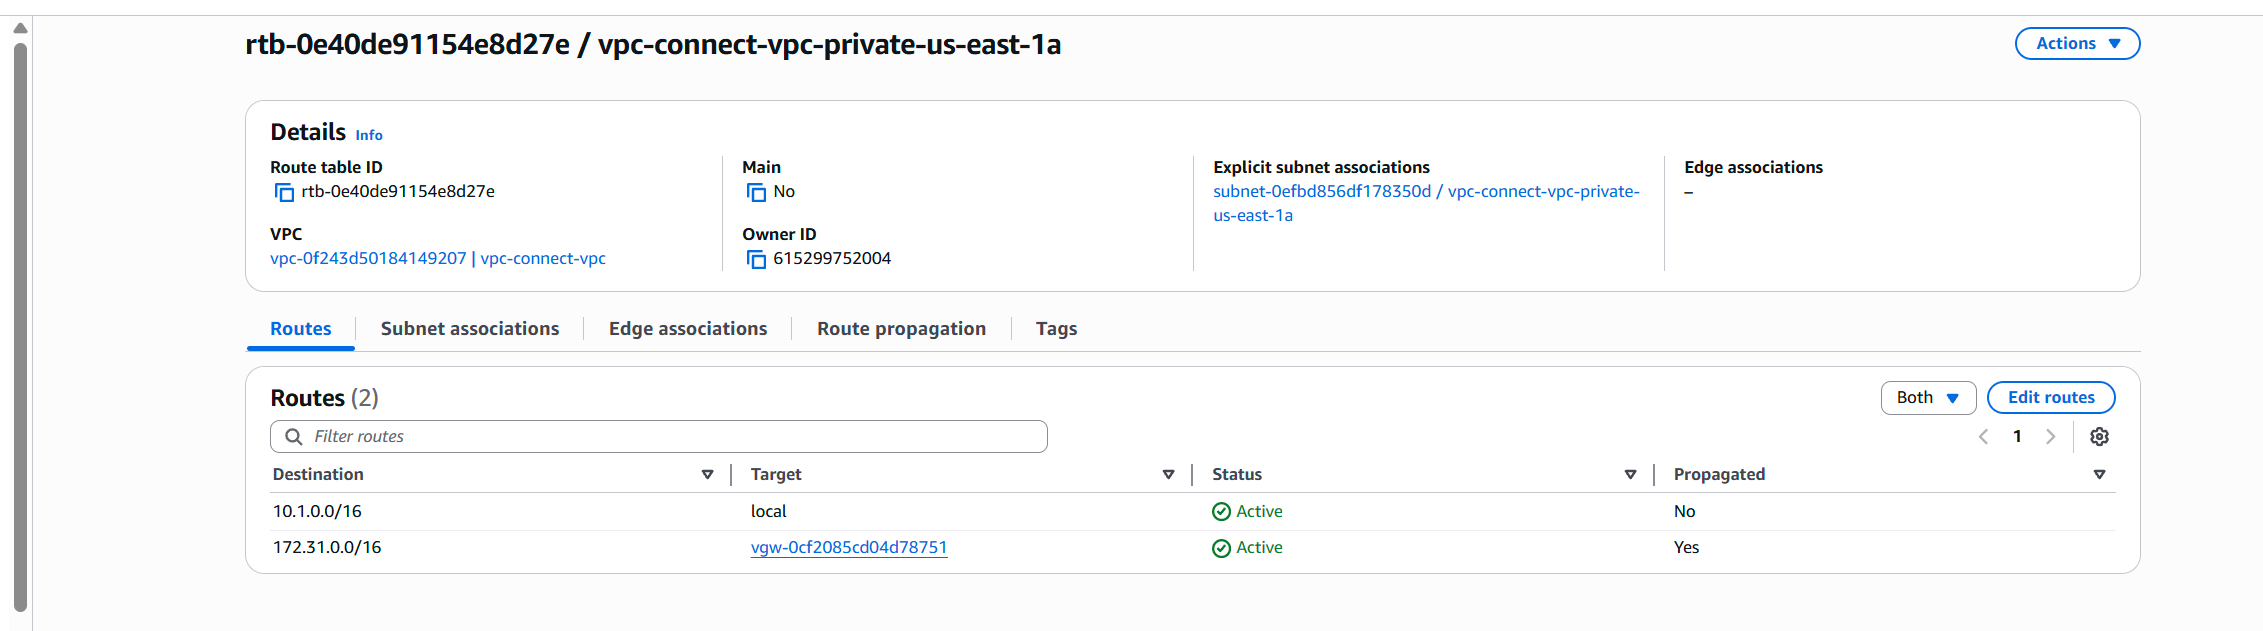 rtb-0e40de91154e8d27e / vpc-connect-vpc-private-us-east-1a
Actions
Details Info
Route table ID
rtb-0e40de91154e8d27e
Main
No
Explicit subnet associations
subnet-0efbd856df178350d / vpc-connect-vpc-private-
us-east-1a
Edge associations
–
VPC
vpc-0f243d50184149207 | vpc-connect-vpc
Owner ID
615299752004
Routes Subnet associations Edge associations Route propagation Tags
Routes (2)
Both Edit routes
Filter routes
1
Destination Target Status Propagated
10.1.0.0/16 local Active No
172.31.0.0/16 vgw-0cf2085cd04d78751 Active Yes